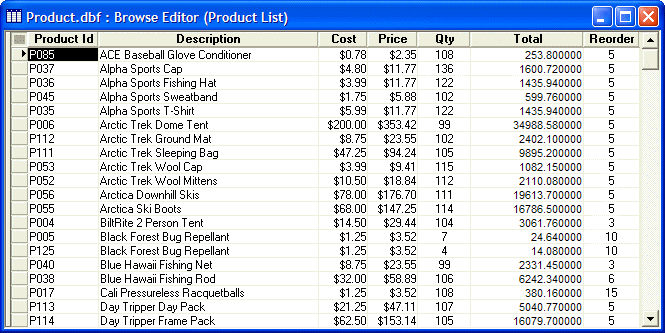 Product.dbf : Browse Editor (Product List)
Product Id Description Cost Price Qty Total Reorder
P085 ACE Baseball Glove Conditioner $0.78 $2.35 108 253.800000 5
P037 Alpha Sports Cap $4.80 $11.77 136 1600.720000 5
P036 Alpha Sports Fishing Hat $3.99 $11.77 122 1435.940000 5
P045 Alpha Sports Sweatband $1.75 $5.88 102 599.760000 5
P035 Alpha Sports T-Shirt $5.99 $11.77 122 1435.940000 5
P006 Arctic Trek Dome Tent $200.00 $353.42 99 34988.580000 5
P112 Arctic Trek Ground Mat $8.75 $23.55 102 2402.100000 5
P111 Arctic Trek Sleeping Bag $47.25 $94.24 105 9895.200000 5
P053 Arctic Trek Wool Cap $3.99 $9.41 115 1082.150000 5
P052 Arctic Trek Wool Mittens $10.50 $18.84 112 2110.080000 5
P056 Arctica Downhill Skis $78.00 $176.70 111 19613.700000 5
P055 Arctica Ski Boots $68.00 $147.25 114 16786.500000 5
P004 BiltRite 2 Person Tent $14.50 $29.44 104 3061.760000 3
P005 Black Forest Bug Repellant $1.25 $3.52 7 24.640000 10
P125 Black Forest Bug Repellant $1.25 $3.52 4 14.080000 10
P040 Blue Hawaii Fishing Net $8.75 $23.55 99 2331.450000 3
P038 Blue Hawaii Fishing Rod $32.00 $58.89 106 6242.340000 6
P017 Cali Pressureless Racquetballs $1.25 $3.52 108 380.160000 15
P113 Day Tripper Day Pack $21.25 $47.11 107 5040.770000 5
P114 Day Tripper Frame Pack $62.50 $153.14 105 16079.700000 5